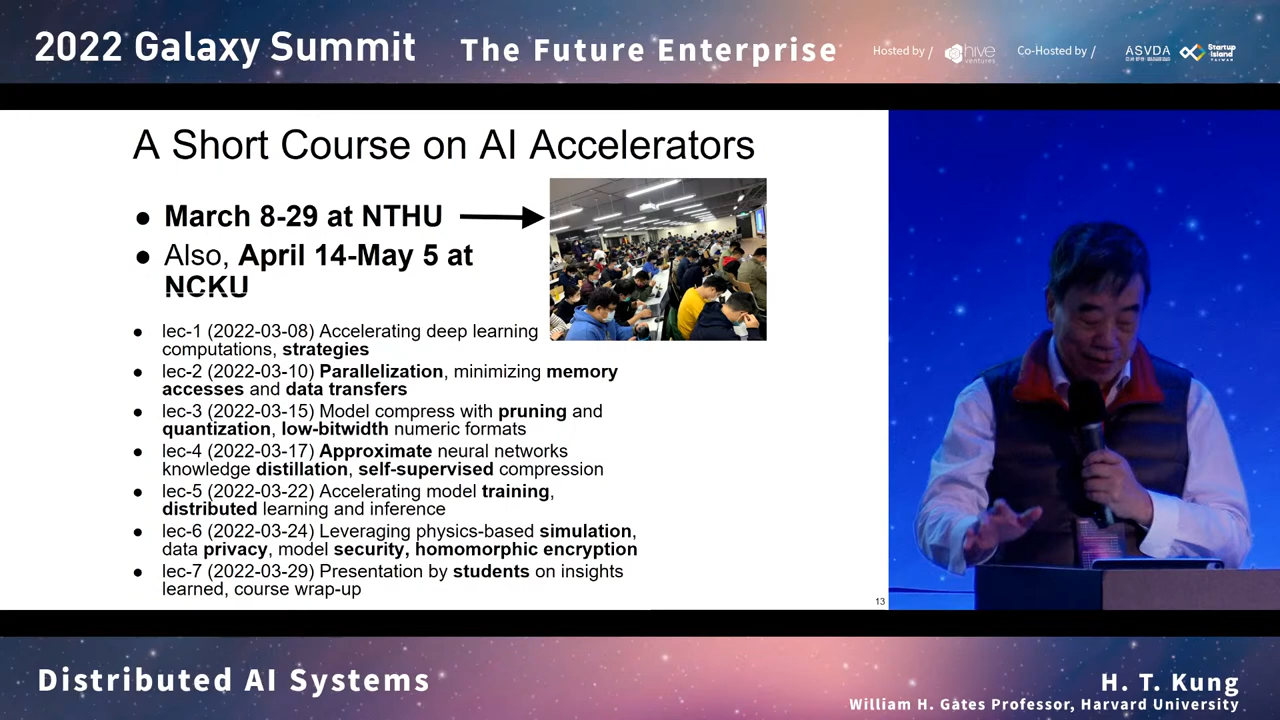 2022 Galaxy Summit
The Future Enterprise
Hosted by /
hive
ventures
Co-Hosted by /
ASVDA
Startup
Island
TAIWAN
A Short Course on AI Accelerators
● March 8-29 at NTHU
● Also, April 14-May 5 at
NCKU
● lec-1 (2022-03-08) Accelerating deep learning
computations, strategies
● lec-2 (2022-03-10) Parallelization, minimizing memory
accesses and data transfers
● lec-3 (2022-03-15) Model compress with pruning and
quantization, low-bitwidth numeric formats
● lec-4 (2022-03-17) Approximate neural networks
knowledge distillation, self-supervised compression
● lec-5 (2022-03-22) Accelerating model training,
distributed learning and inference
● lec-6 (2022-03-24) Leveraging physics-based simulation,
data privacy, model security, homomorphic encryption
● lec-7 (2022-03-29) Presentation by students on insights
learned, course wrap-up
13
Distributed AI Systems
H. T. Kung
William H. Gates Professor, Harvard University